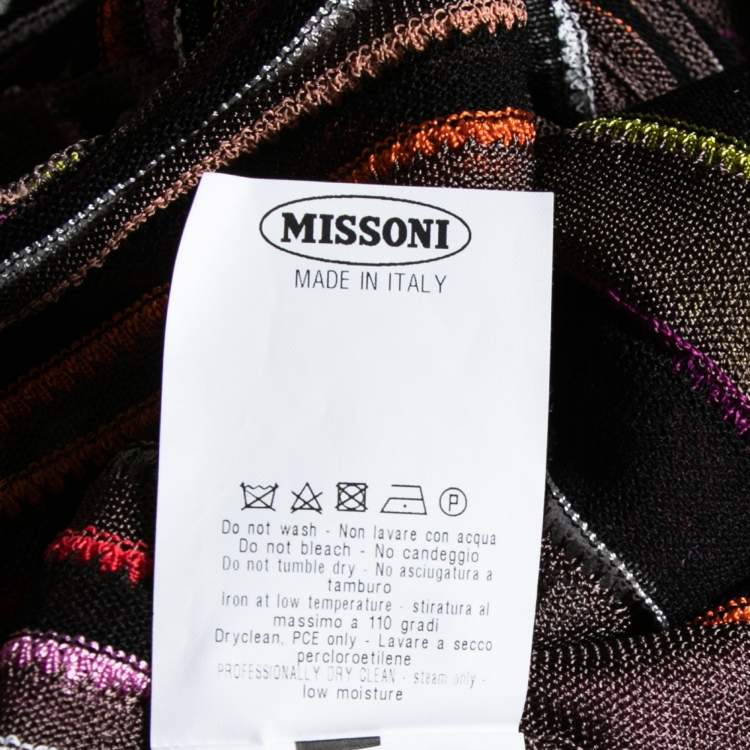 MISSONI
MADE IN ITALY
P
Do not wash - Non lavare con acqua
Do not bleach - No candeggio
Do not tumble dry - No asciugatura a
tamburo
Iron at low temperature - stiratura al
massimo a 110 gradi
Dryclean, PCE only - Lavare a secco
percloroetilene
PROFESSIONALLY DRY CLEAN - steam only -
low moisture